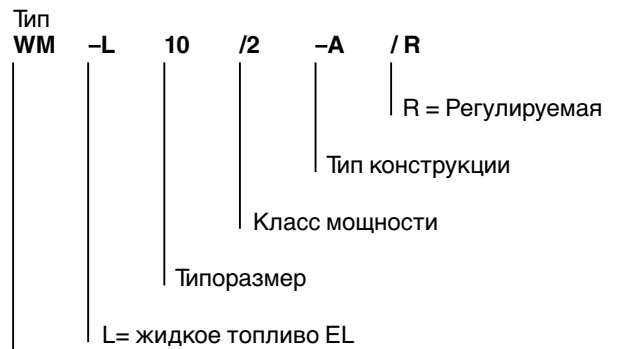 Тип
WM –L 10 /2 –A / R
R = Регулируемая
Тип конструкции
Класс мощности
Типоразмер
L= жидкое топливо EL